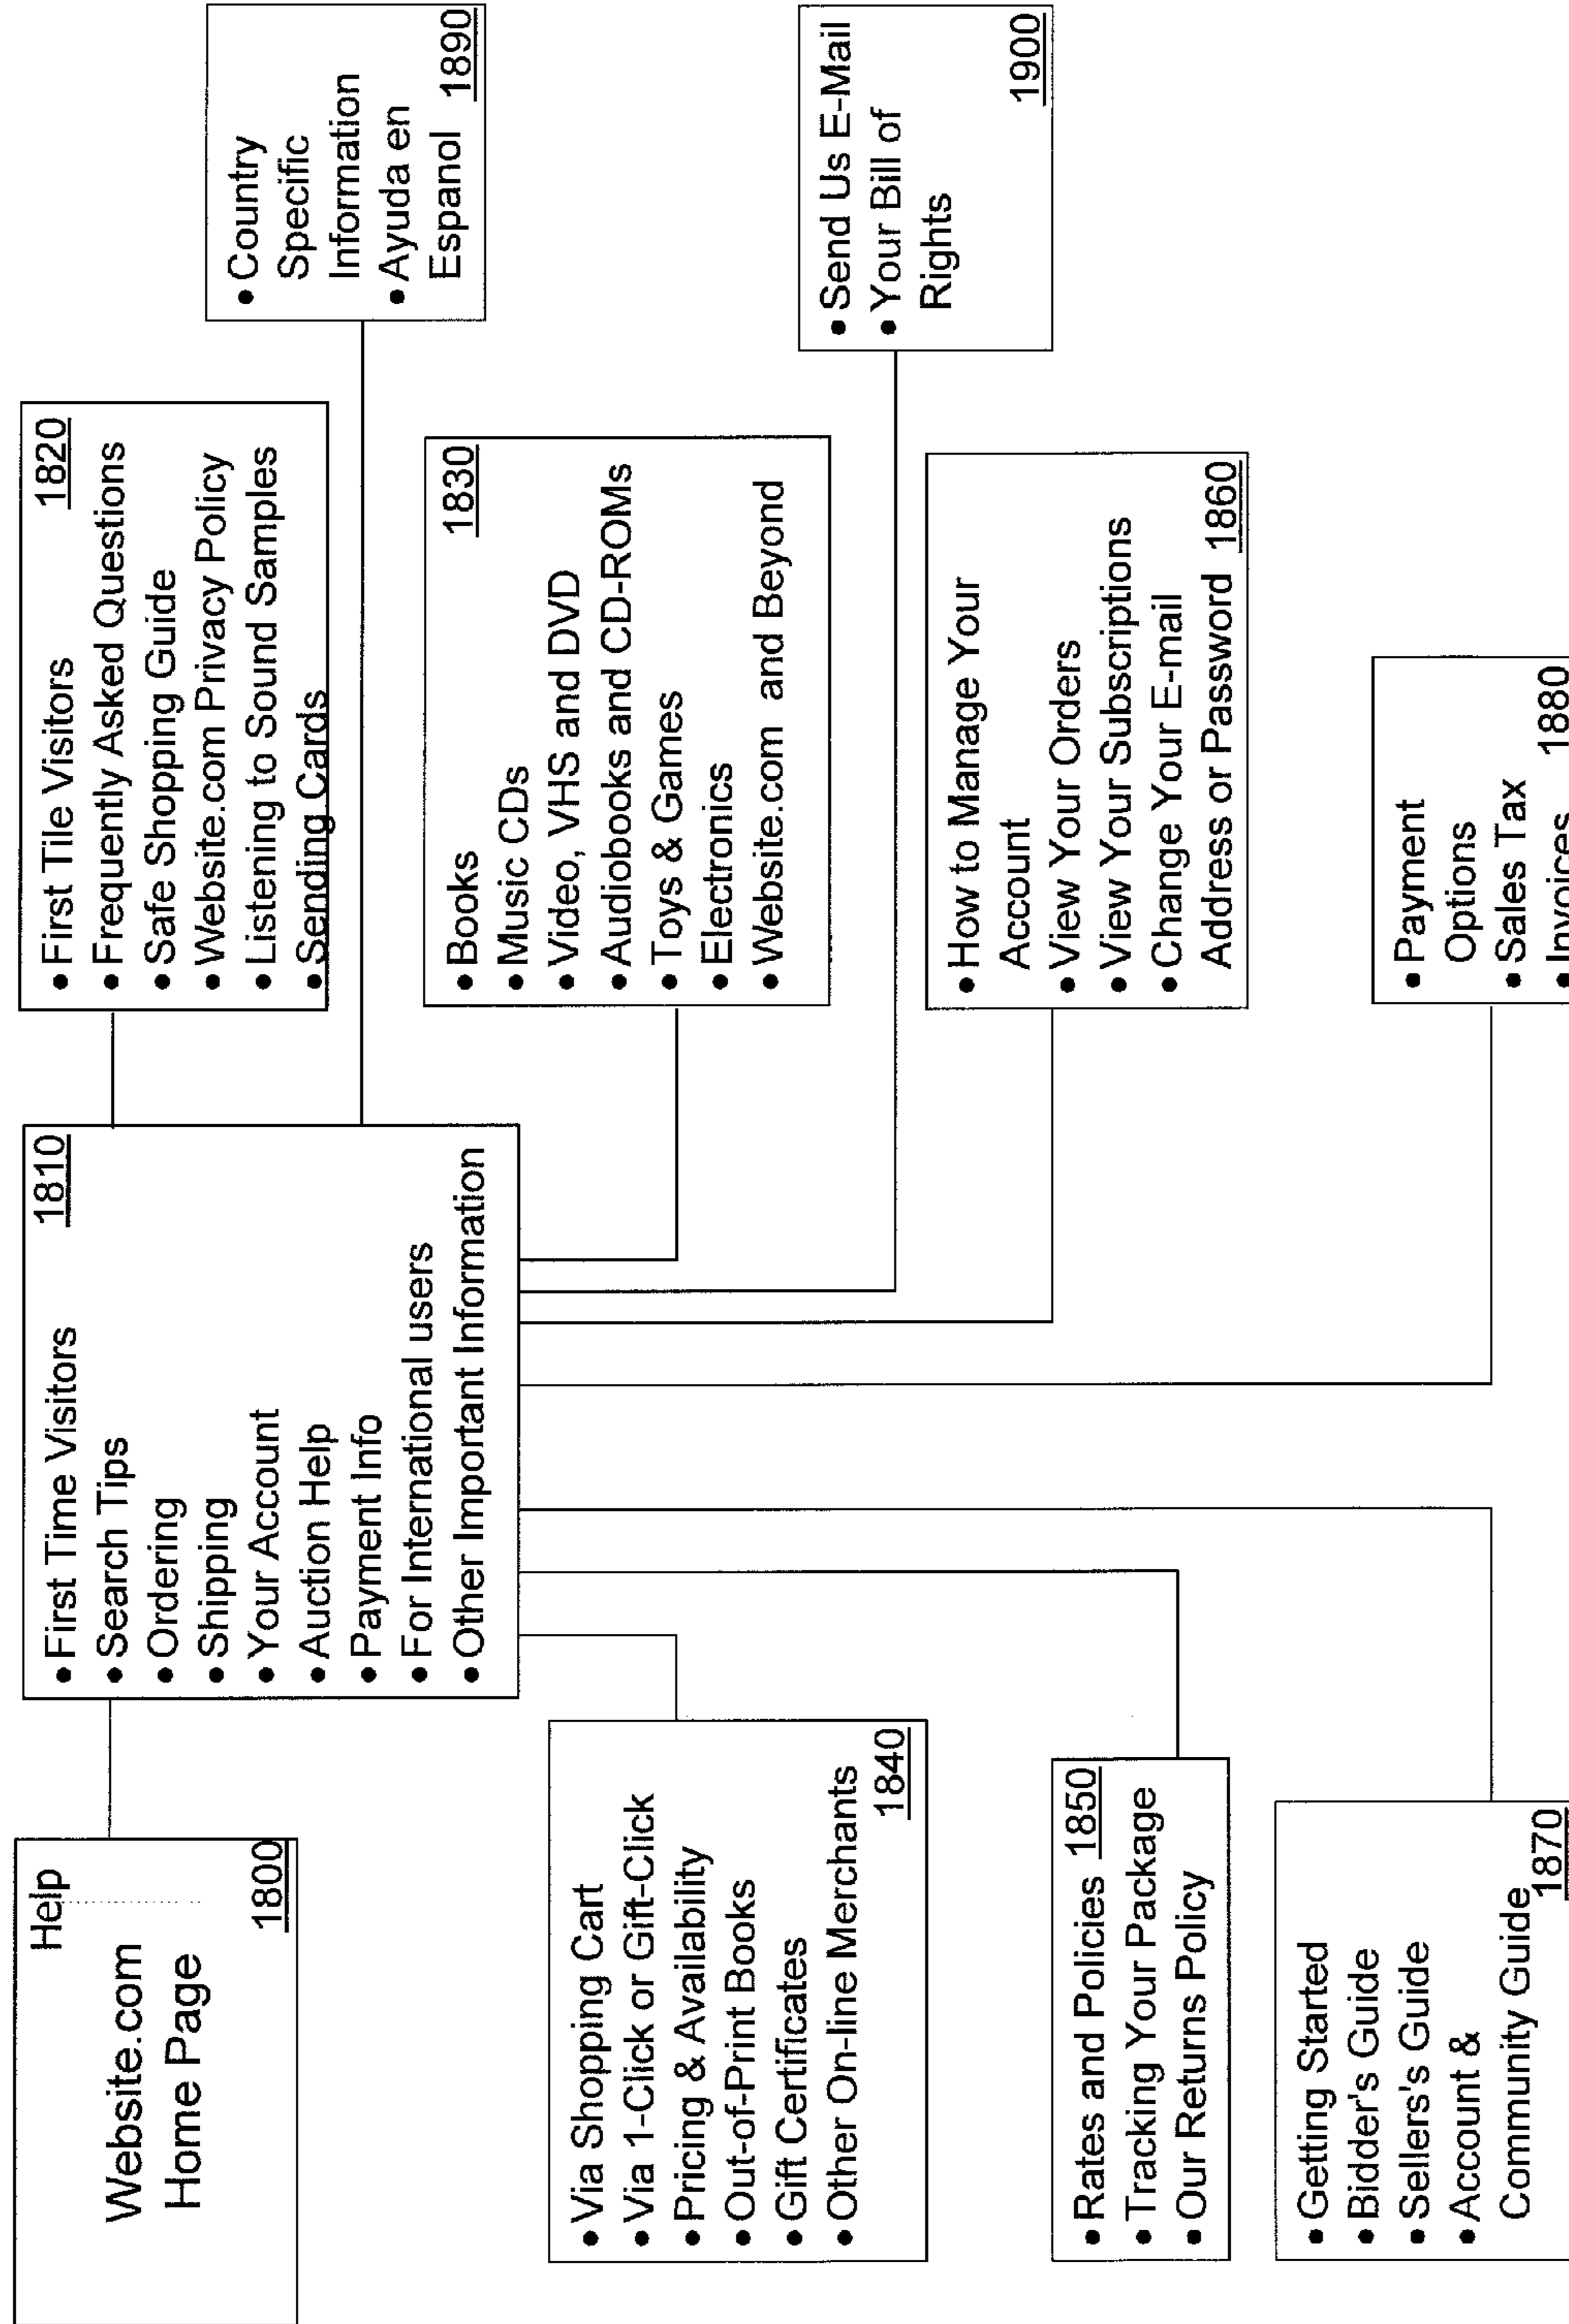 Help
Website.com
Home Page
1800
• First Time Visitors
1810
• Search Tips
• Ordering
• Shipping
• Your Account
• Auction Help
• Payment Info
• For International users
• Other Important Information
• First Tile Visitors
1820
• Frequently Asked Questions
• Safe Shopping Guide
• Website.com Privacy Policy
• Listening to Sound Samples
• Sending Cards
• Country
Specific
Information
• Ayuda en
Espanol 1890
• Books
1830
• Music CDs
• Video, VHS and DVD
• Audiobooks and CD-ROMs
• Toys & Games
• Electronics
• Website.com and Beyond
• Send Us E-Mail
• Your Bill of
Rights
1900
• Via Shopping Cart
• Via 1-Click or Gift-Click
• Pricing & Availability
• Out-of-Print Books
• Gift Certificates
• Other On-line Merchants
1840
• How to Manage Your
Account
• View Your Orders
• View Your Subscriptions
• Change Your E-mail
Address or Password 1860
• Rates and Policies 1850
• Tracking Your Package
• Our Returns Policy
• Getting Started
• Bidder's Guide
• Sellers's Guide
• Account &
Community Guide
1870
• Payment
Options
• Sales Tax
• Invoices 1880